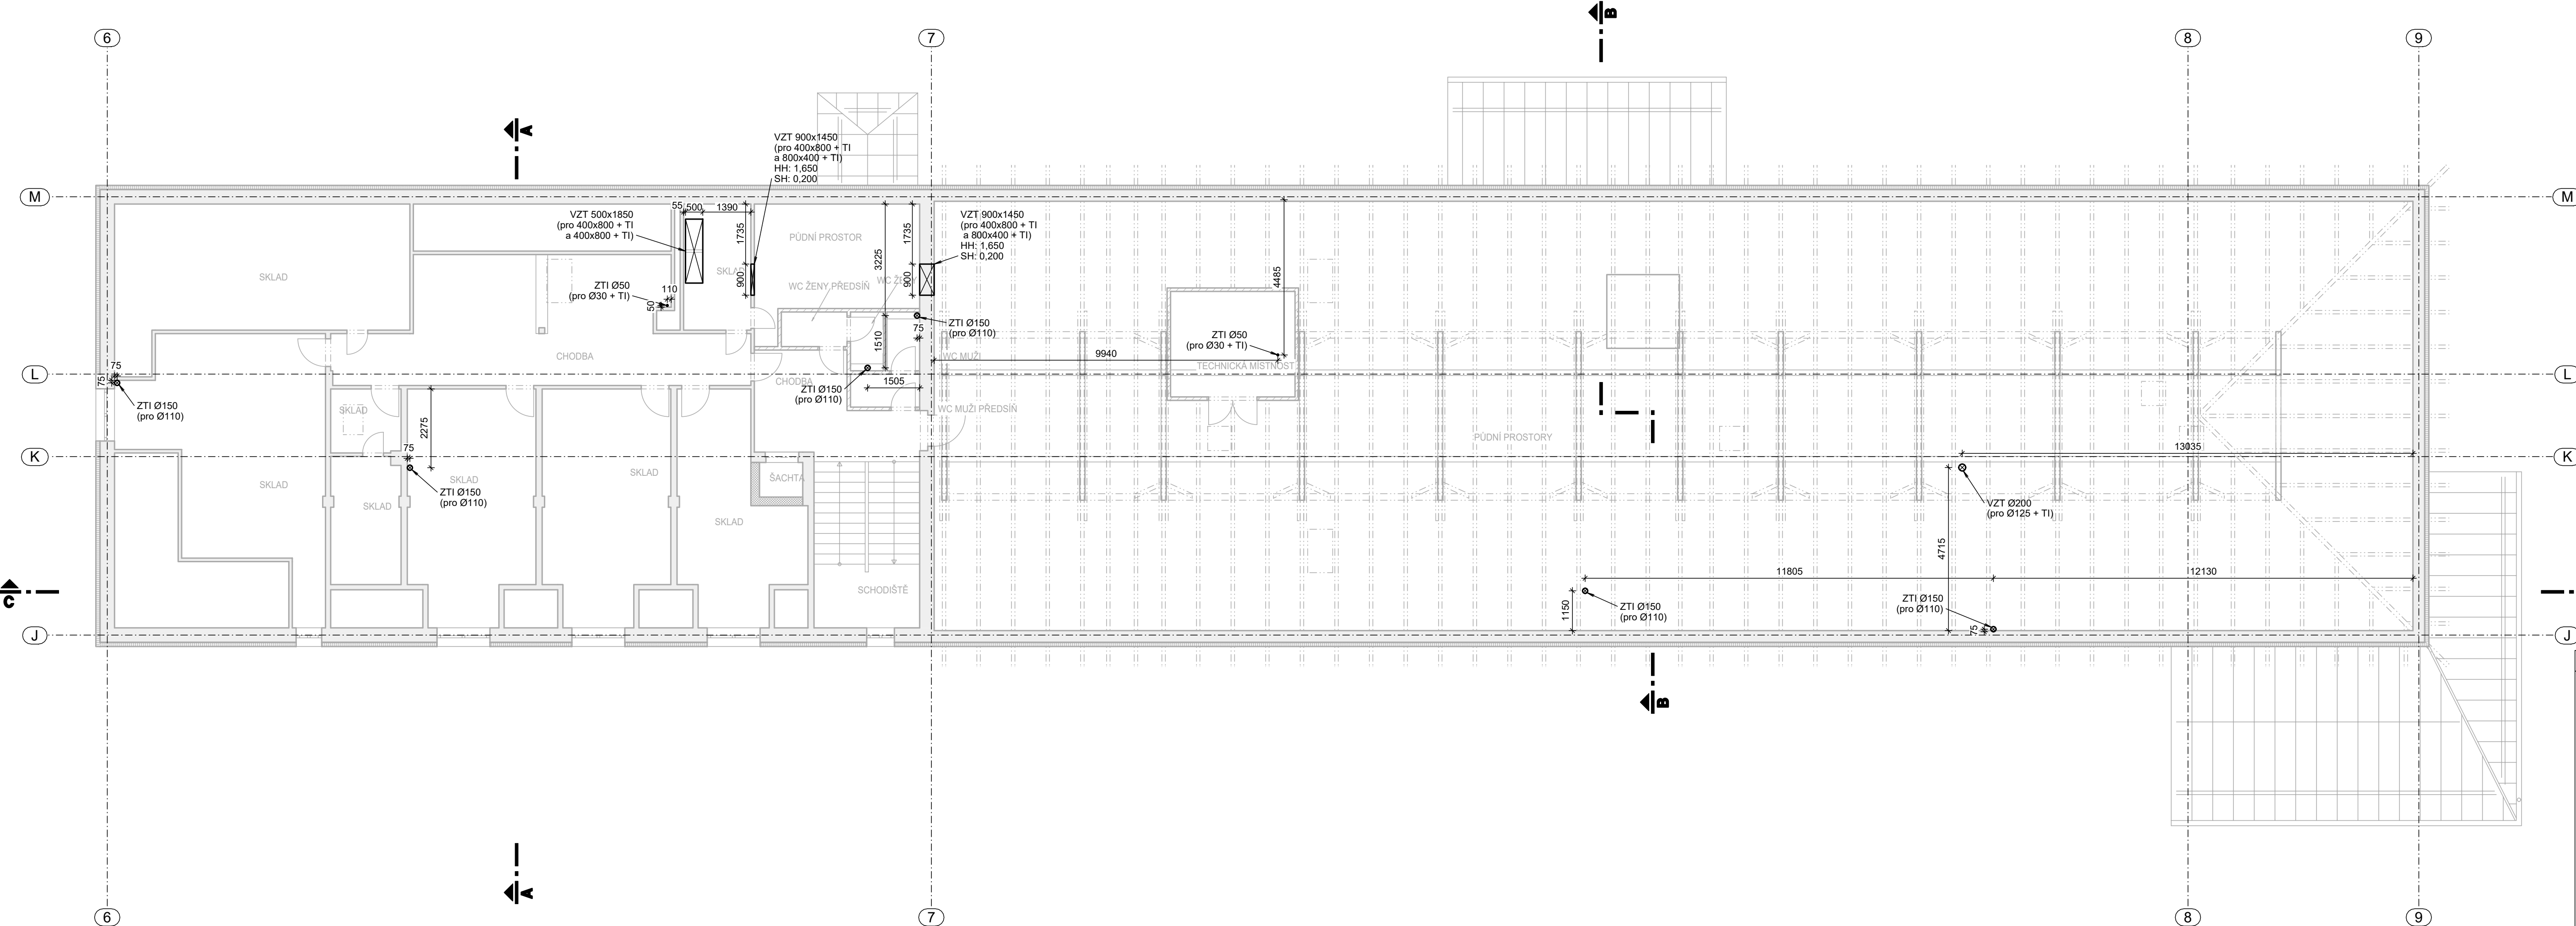 6
7
8
9
B
A
VZT 900x1450
(pro 400x800 + TI
a 800x400 + TI)
HH: 1,650
SH: 0,200
M
M
55
500
1390
VZT 500x1850
(pro 400x800 + TI
a 400x800 + TI)
VZT 900x1450
(pro 400x800 + TI
a 800x400 + TI)
HH: 1,650
SH: 0,200
1735
3225
1735
PŮDNÍ PROSTOR
SKLAD
SKLAD
900
900
4485
WC ŽENY
WC ŽENY PŘEDSÍŇ
ZTI Ø50
(pro Ø30 + TI)
110
50
ZTI Ø150
(pro Ø110)
75
1510
ZTI Ø50
(pro Ø30 + TI)
9940
WC MUŽI
CHODBA
TECHNICKÁ MÍSTNOST
L
L
75
75
CHODBA
1505
ZTI Ø150
(pro Ø110)
ZTI Ø150
(pro Ø110)
SKLAD
WC MUŽI PŘEDSÍŇ
2275
PŮDNÍ PROSTORY
13035
75
K
K
SKLAD
SKLAD
SKLAD
ŠACHTA
ZTI Ø150
(pro Ø110)
SKLAD
SKLAD
VZT Ø200
(pro Ø125 + TI)
4715
11805
12130
SCHODIŠTĚ
C
1150
ZTI Ø150
(pro Ø110)
ZTI Ø150
(pro Ø110)
75
J
J
B
A
6
7
8
9